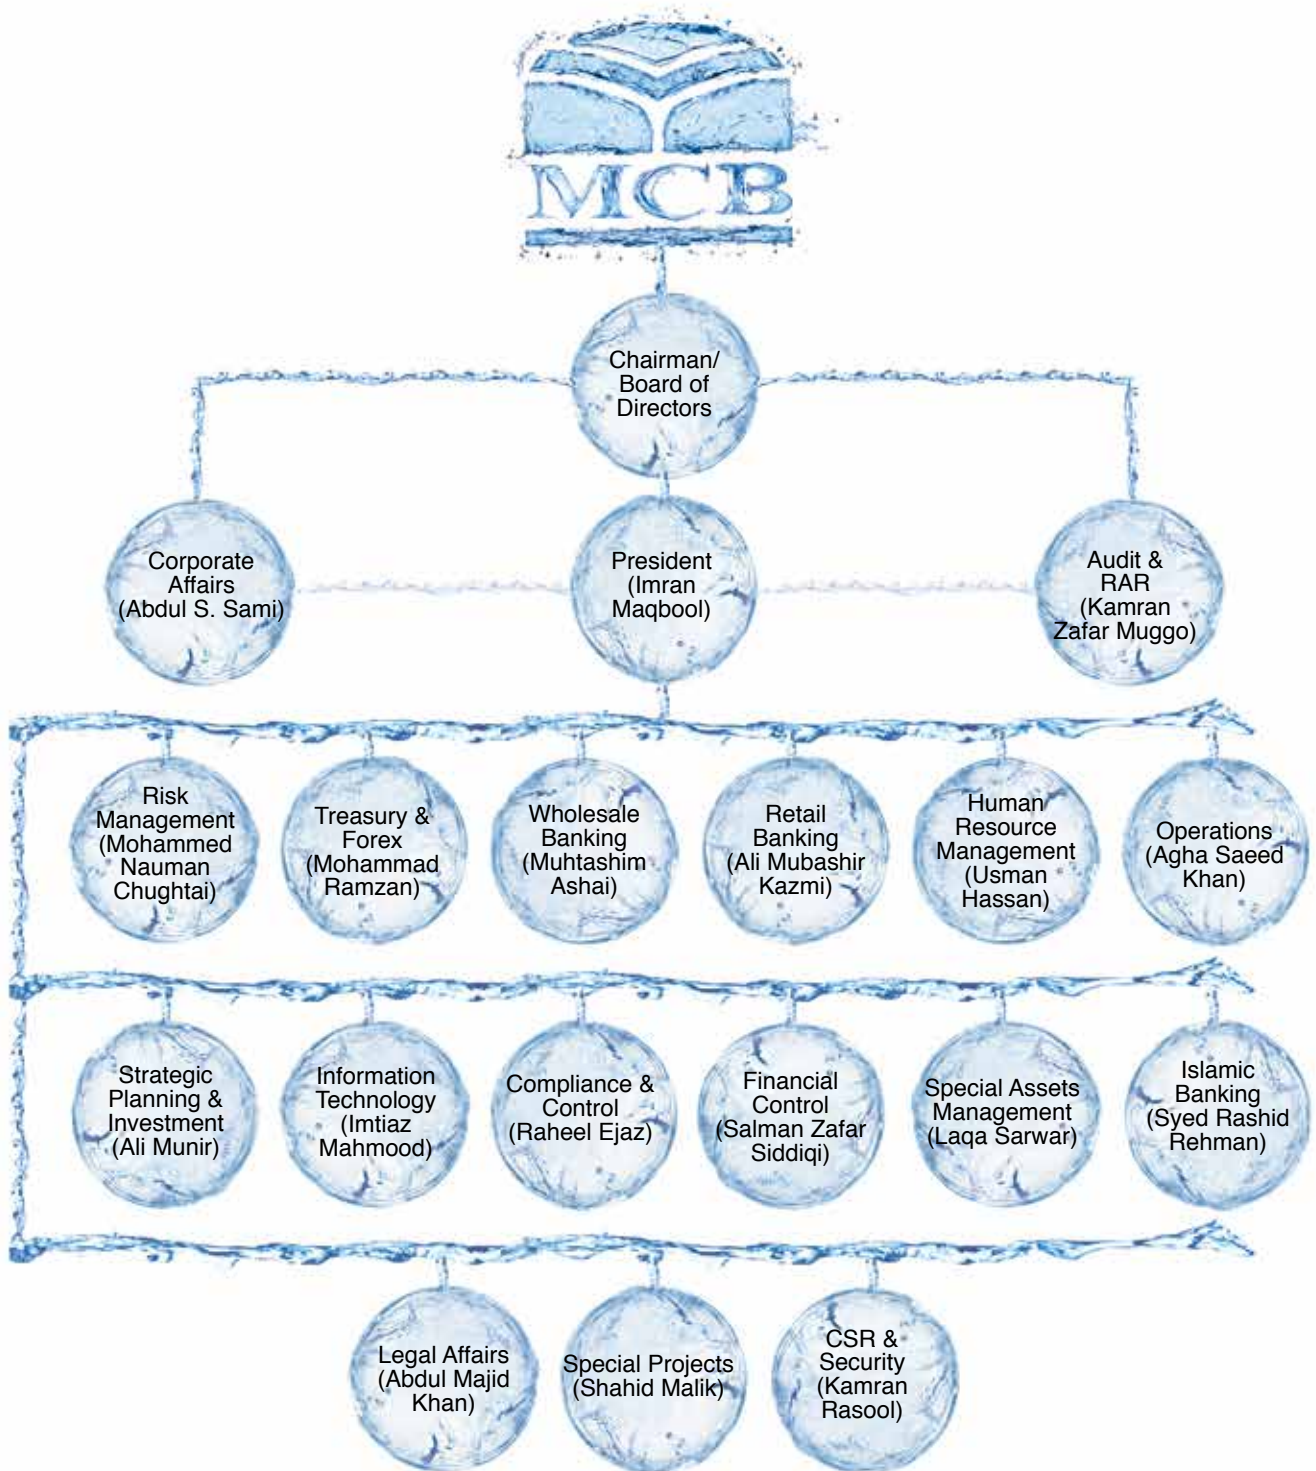 MCB
Chairman/
Board of
Directors
Corporate
Affairs
(Abdul S. Sami)
President
(Imran
Maqbool)
Audit &
RAR
(Kamran
Zafar Muggo)
Risk
Management
(Mohammed
Nauman
Chughtai)
Treasury &
Forex
(Mohammad
Ramzan)
Wholesale
Banking
(Muhtashim
Ashai)
Retail
Banking
(Ali Mubashir
Kazmi)
Human
Resource
Management
(Usman
Hassan)
Operations
(Agha Saeed
Khan)
Strategic
Planning &
Investment
(Ali Munir)
Information
Technology
(Imtiaz
Mahmood)
Compliance &
Control
(Raheel Ejaz)
Financial
Control
(Salman Zafar
Siddiqi)
Special Assets
Management
(Laqa Sarwar)
Islamic
Banking
(Syed Rashid
Rehman)
Legal Affairs
(Abdul Majid
Khan)
Special Projects
(Shahid Malik)
CSR &
Security
(Kamran
Rasool)